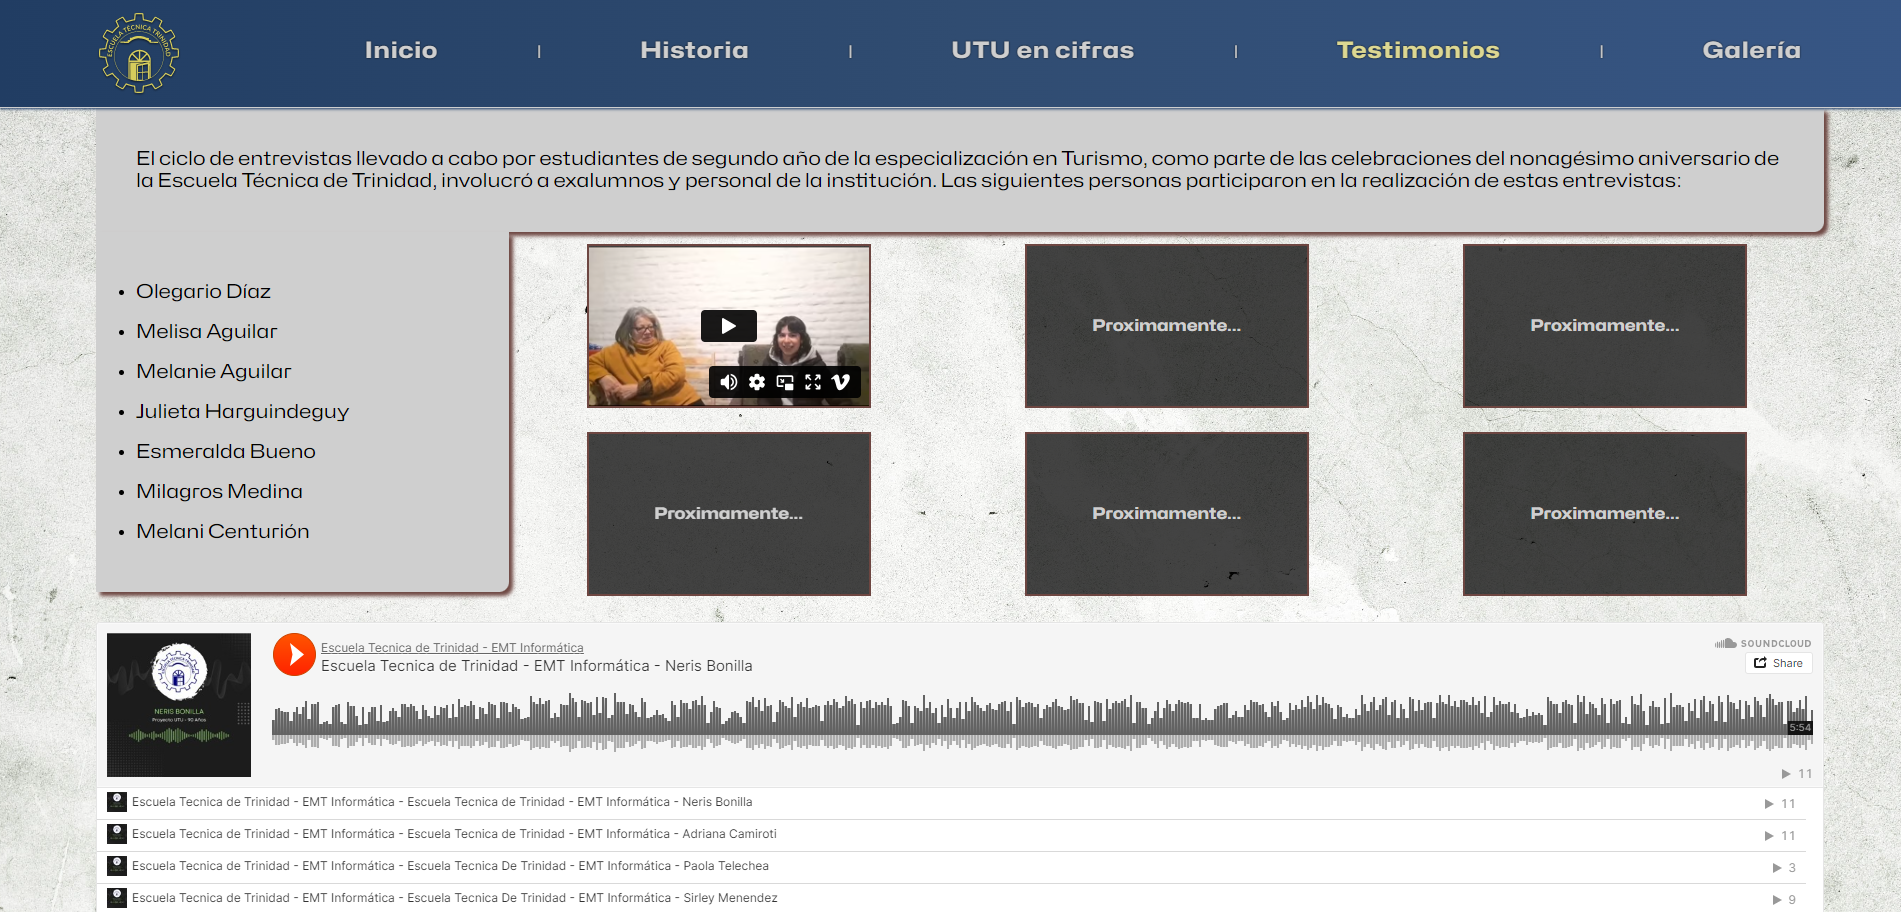 ESCUELA TECNICA TRINIDAD
Inicio
Historia
UTU en cifras
Testimonios
Galería
El ciclo de entrevistas llevado a cabo por estudiantes de segundo año de la especialización en Turismo, como parte de las celebraciones del nonagésimo aniversario de
la Escuela Técnica de Trinidad, involucró a exalumnos y personal de la institución. Las siguientes personas participaron en la realización de estas entrevistas:
Olegario Díaz
Melisa Aguilar
Melanie Aguilar
Julieta Harguindeguy
Esmeralda Bueno
Milagros Medina
Melani Centurión
Proximamente...
Proximamente...
Proximamente...
Proximamente...
Proximamente...
NERIS BONILLA
Proyecto UTU - 90 Años
Escuela Tecnica de Trinidad - EMT Informática
Escuela Tecnica de Trinidad - EMT Informática - Neris Bonilla
SOUNDCLOUD
Share
5:54
11
Escuela Tecnica de Trinidad - EMT Informática - Escuela Tecnica de Trinidad - EMT Informática - Neris Bonilla
11
Escuela Tecnica de Trinidad - EMT Informática - Escuela Tecnica de Trinidad - EMT Informática - Adriana Camiroti
11
Escuela Tecnica de Trinidad - EMT Informática - Escuela Tecnica De Trinidad - EMT Informática - Paola Telechea
3
Escuela Tecnica de Trinidad - EMT Informática - Escuela Tecnica De Trinidad - EMT Informática - Sirley Menendez
9